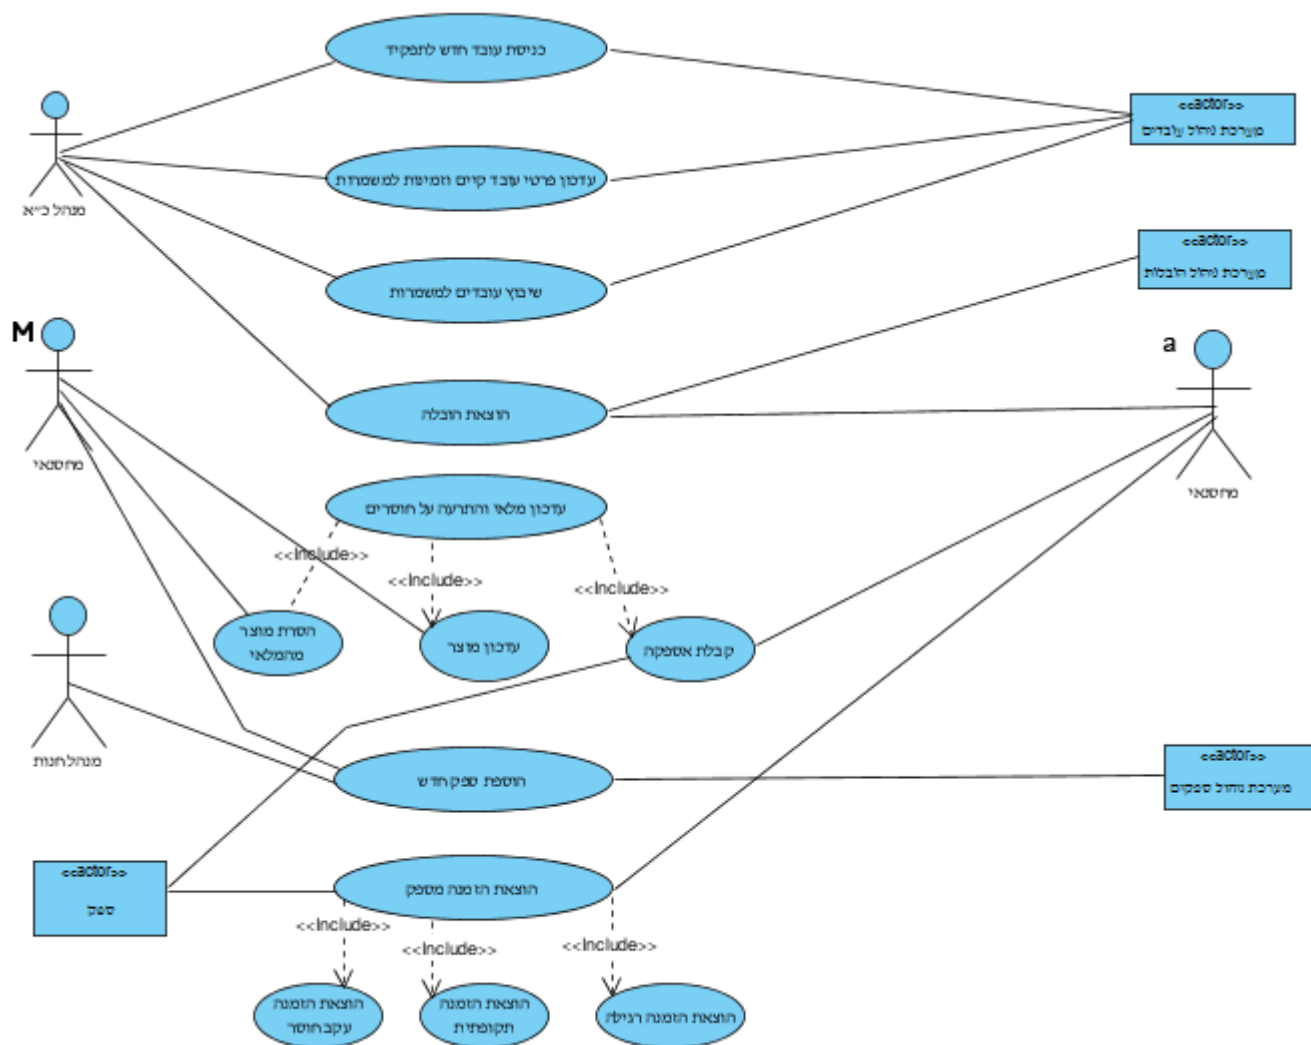 כניסת עובד חדש לתפקיד
<<actor>>
מערכת ניהול עובדים
מנהל כ״א
עדכון פרטי עובד קיים וזמינות למשמרות
<<actor>>
מערכת ניהול הובלות
שיבוץ עובדים למשמרות
M
a
הוצאת הובלה
מחסנאי
מחסנאי
עדכון מלאי והתרעה על חוסרים
<<Include>>
<<Include>>
<<Include>>
הסרת מוצר
מהמלאי
עדכון מוצר
קבלת אספקה
מנהל חנות
<<actor>>
מערכת ניהול ספקים
הוספת ספק חדש
<<actor>>
ספק
הוצאת הזמנה מספק
<<Include>>
<<Include>>
<<Include>>
הוצאת הזמנה
עקב חוסר
הוצאת הזמנה
תקופתית
הוצאת הזמנה רגילה